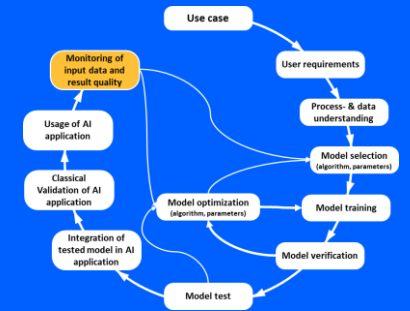 Use case
User requirements
Process- & data
understanding
Model selection
(algorithm, parameters)
Model training
Model verification
Model optimization
(algorithm, parameters)
Model test
Integration of
tested model in AI
application
Classical
Validation of AI
application
Usage of AI
application
Monitoring of
input data and
result quality